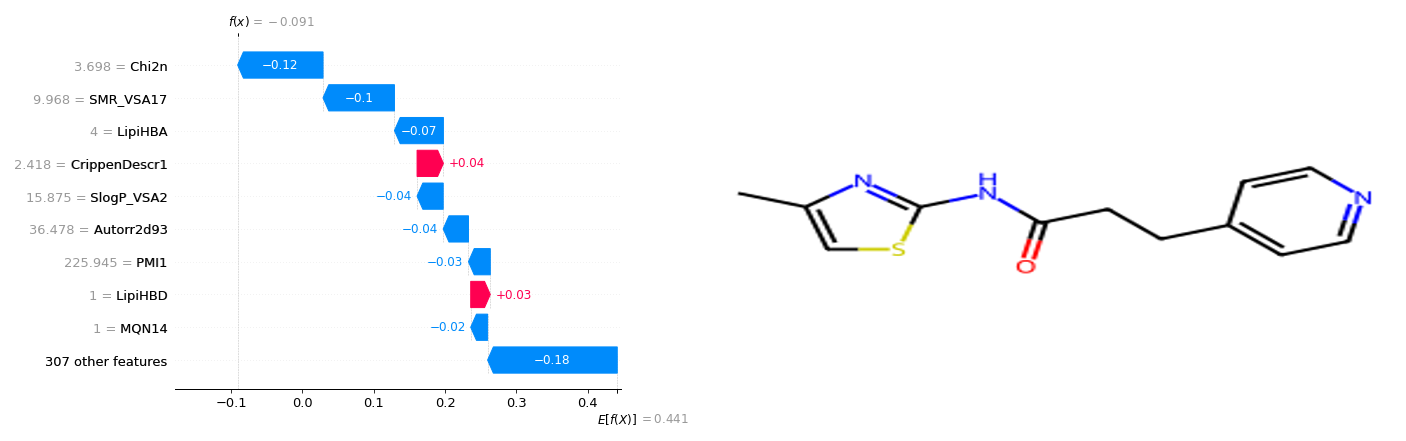 f(x) = −0.091
3.698 = Chi2n −0.12
9.968 = SMR_VSA17 −0.1
4 = LipiHBA −0.07
2.418 = CrippenDescr1 +0.04
15.875 = SlogP_VSA2 −0.04
36.478 = Autorr2d93 −0.04
225.945 = PMI1 −0.03
1 = LipiHBD +0.03
1 = MQN14 −0.02
307 other features −0.18
−0.1 0.0 0.1 0.2 0.3 0.4
E[f(X)] = 0.441
N
S
H
N
O
N